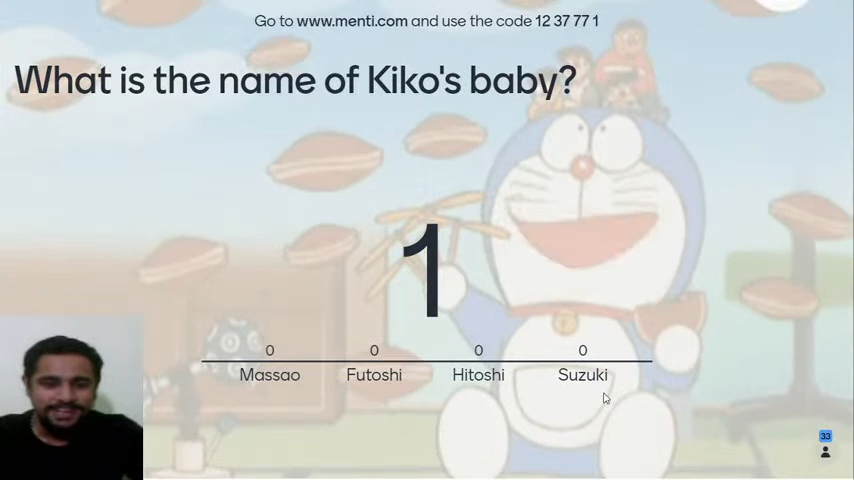 Go to www.menti.com and use the code 12 37 77 1
What is the name of Kiko's baby?
1
0 0 0 0
Massao Futoshi Hitoshi Suzuki
33